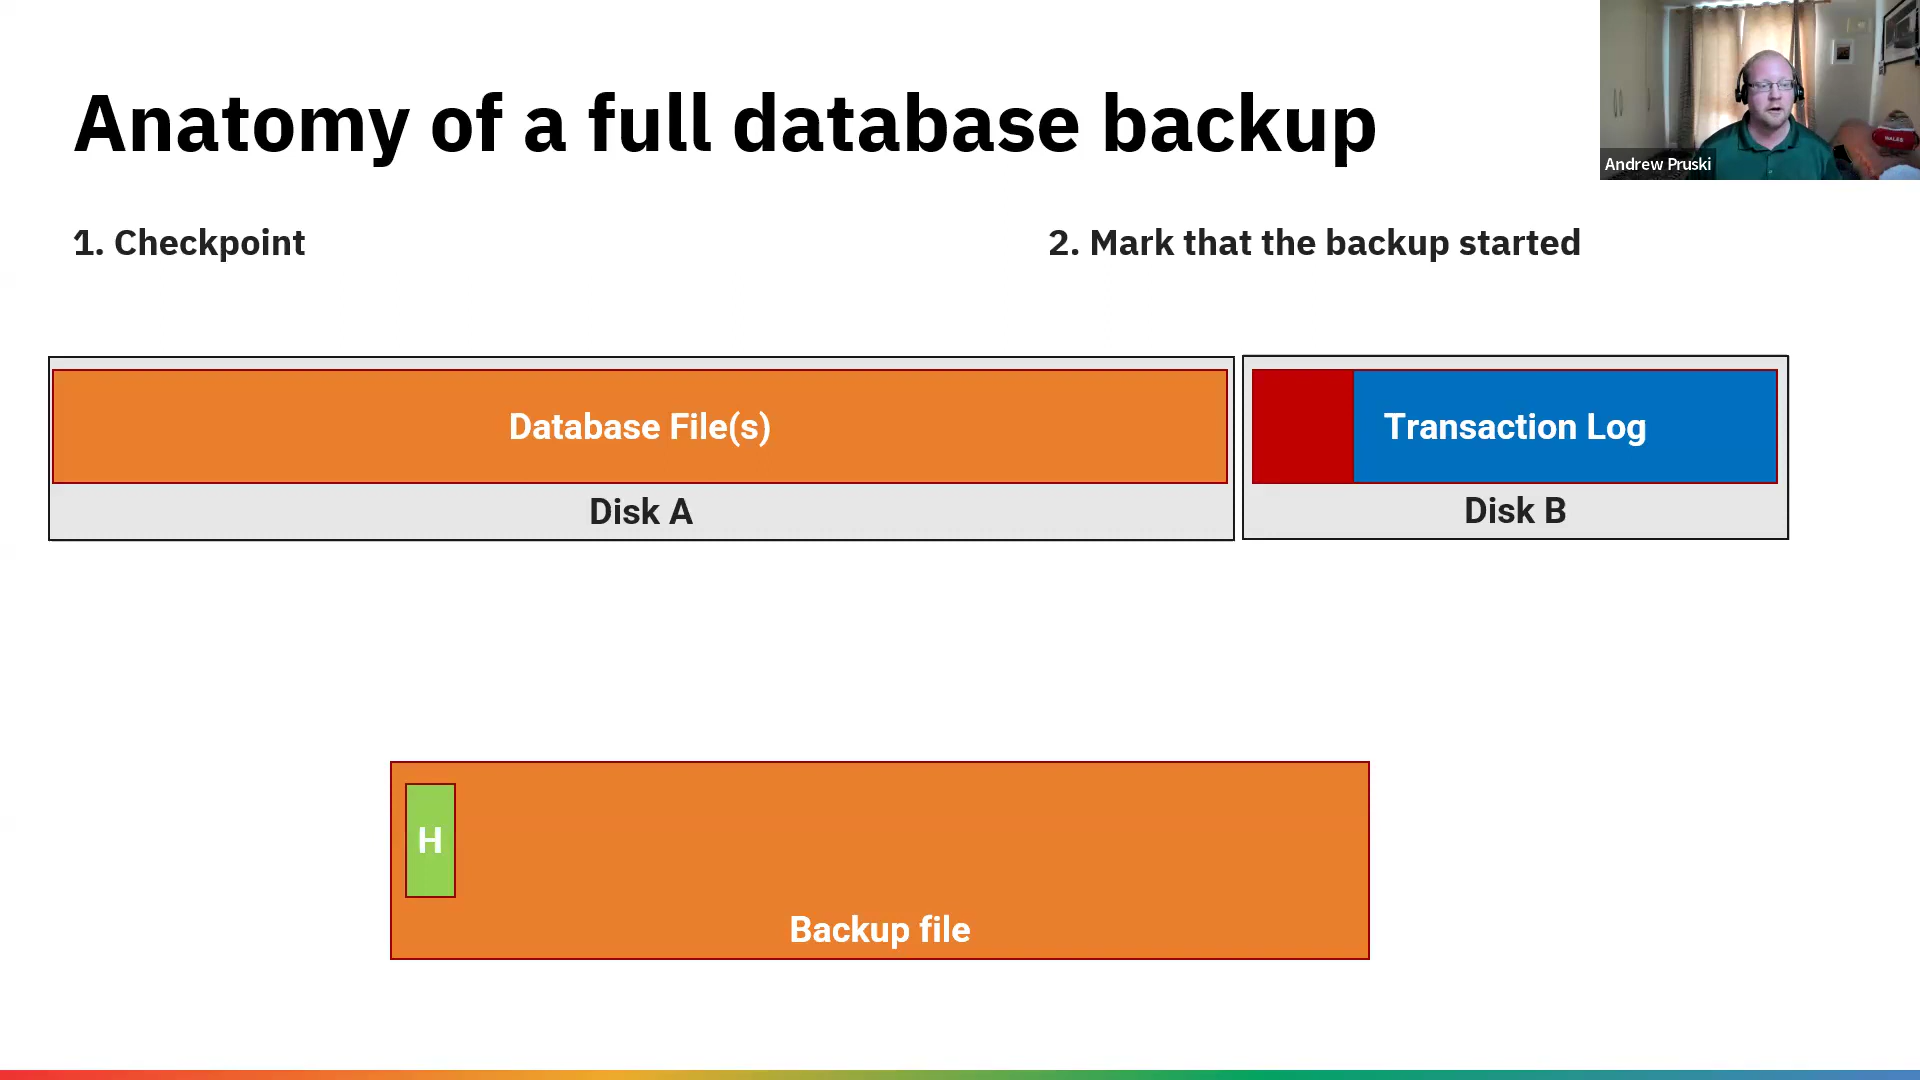 Anatomy of a full database backup
Andrew Pruski
1. Checkpoint
2. Mark that the backup started
Database File(s)
Transaction Log
Disk A
Disk B
H
Backup file
WALES